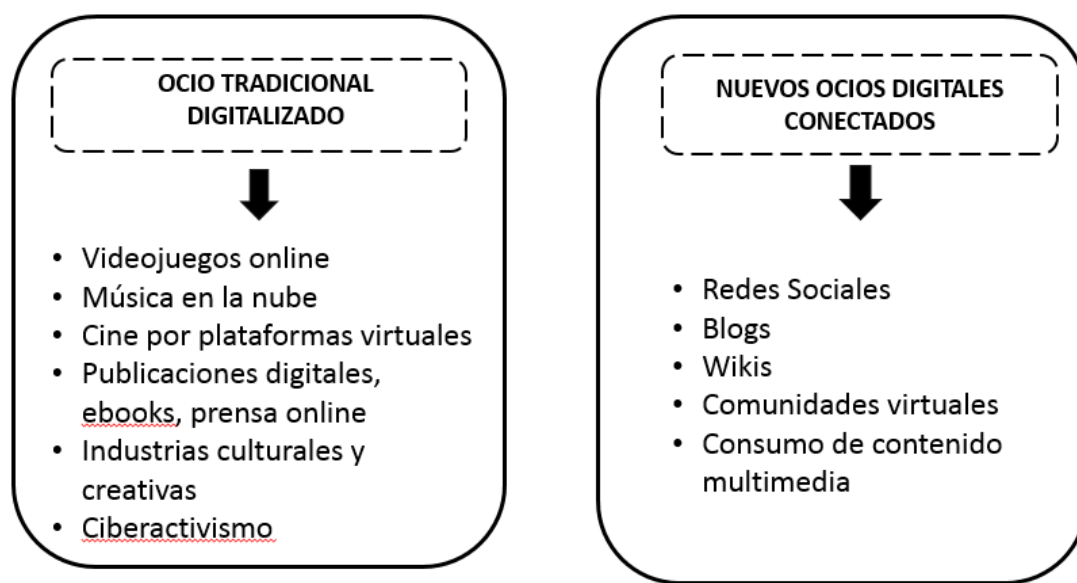 OCIO TRADICIONAL
DIGITALIZADO
• Videojuegos online
• Música en la nube
• Cine por plataformas virtuales
• Publicaciones digitales,
ebooks, prensa online
• Industrias culturales y
creativas
• Ciberactivismo
NUEVOS OCIOS DIGITALES
CONECTADOS
• Redes Sociales
• Blogs
• Wikis
• Comunidades virtuales
• Consumo de contenido
multimedia